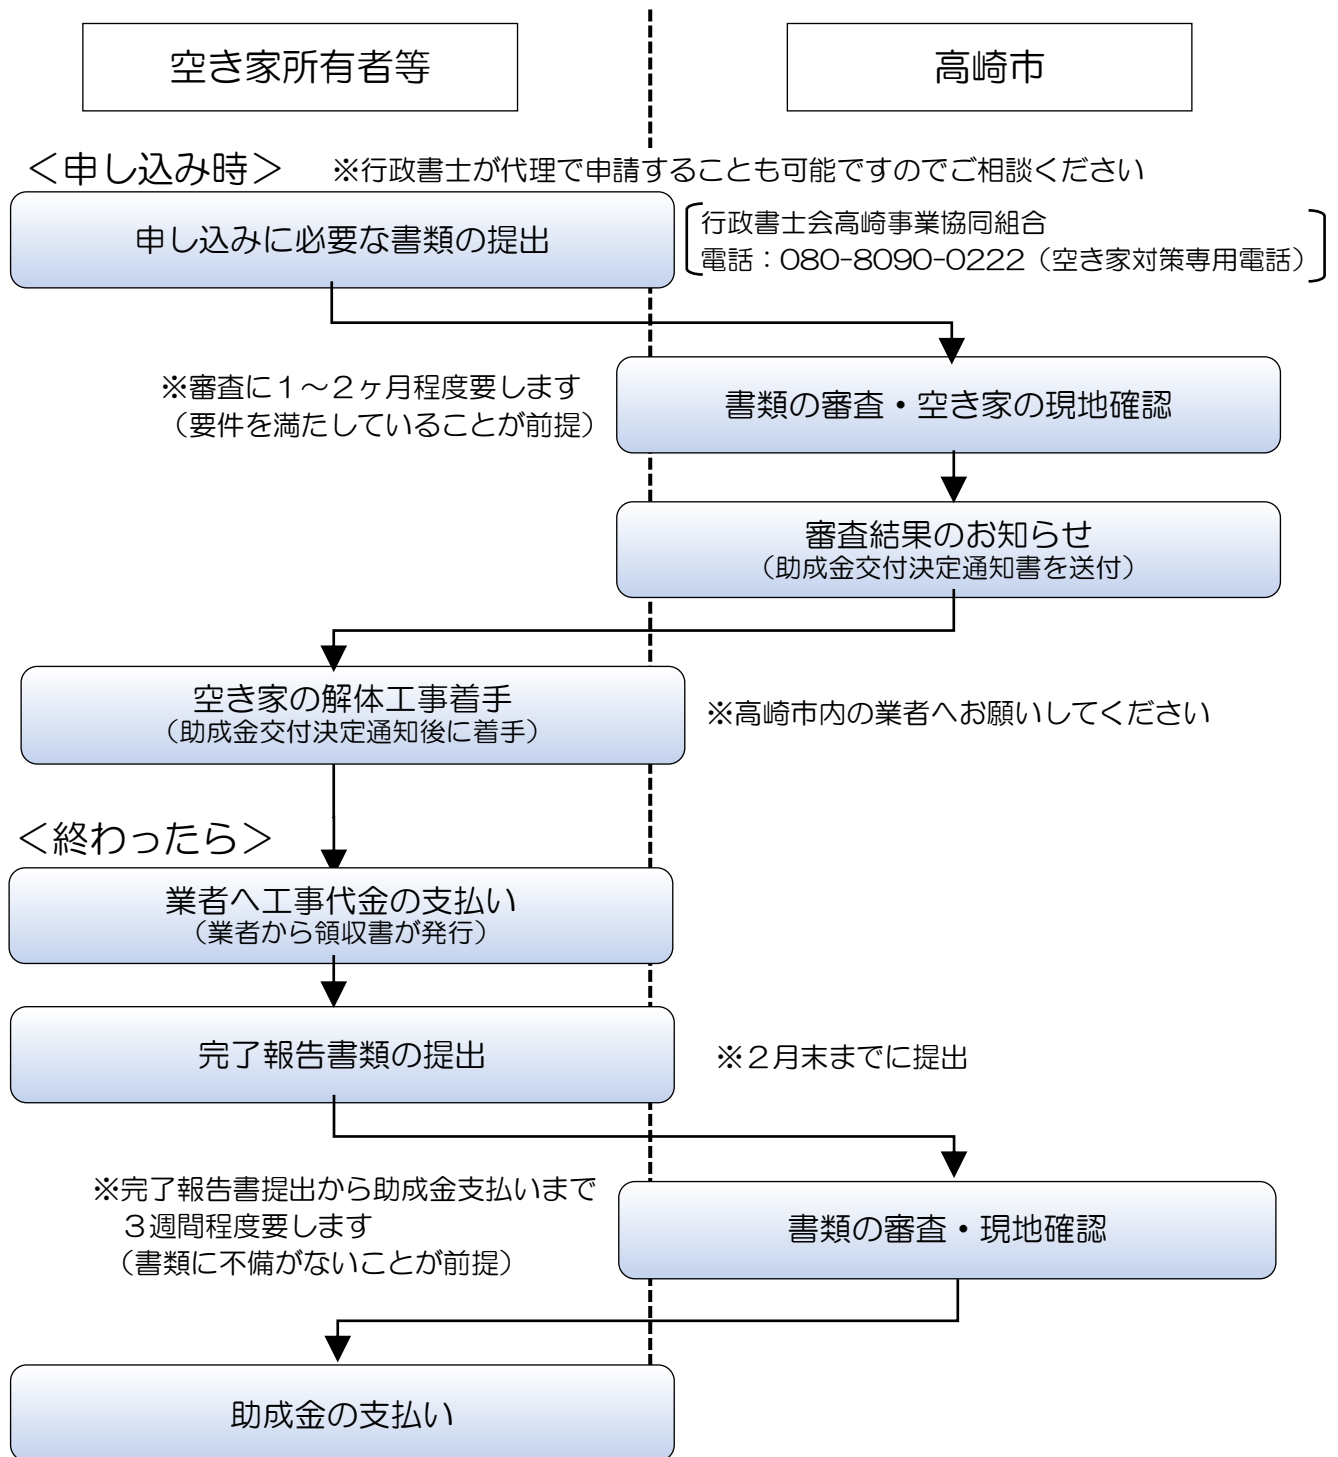 空き家所有者等
高崎市
＜申し込み時＞
※行政書士が代理で申請することも可能ですのでご相談ください
申し込みに必要な書類の提出
行政書士会高崎事業協同組合
電話：080-8090-0222（空き家対策専用電話）
※審査に１～２ヶ月程度要します
（要件を満たしていることが前提）
書類の審査・空き家の現地確認
審査結果のお知らせ
（助成金交付決定通知書を送付）
空き家の解体工事着手
（助成金交付決定通知後に着手）
※高崎市内の業者へお願いしてください
＜終わったら＞
業者へ工事代金の支払い
（業者から領収書が発行）
完了報告書類の提出
※２月末までに提出
※完了報告書提出から助成金支払いまで
３週間程度要します
（書類に不備がないことが前提）
書類の審査・現地確認
助成金の支払い